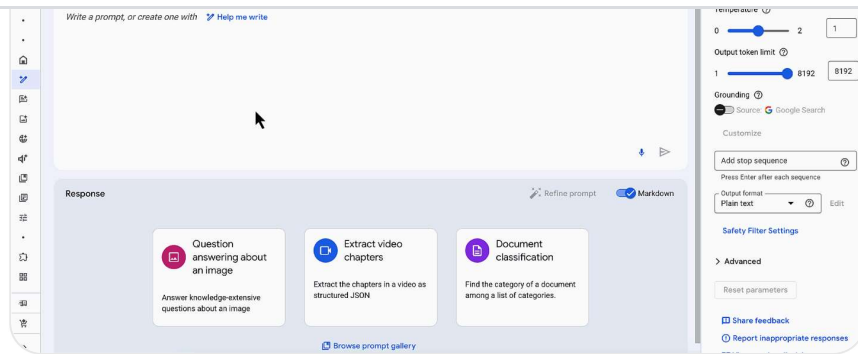 Write a prompt, or create one with Help me write
Response
Refine prompt
Markdown
Question
answering about
an image
Answer knowledge-extensive
questions about an image
Extract video
chapters
Extract the chapters in a video as
structured JSON
Document
classification
Find the category of a document
among a list of categories.
Browse prompt gallery
Temperature
0 2 1
Output token limit
1 8192 8192
Grounding
Source: Google Search
Customize
Add stop sequence
Press Enter after each sequence
Output format
Plain text Edit
Safety Filter Settings
Advanced
Reset parameters
Share feedback
Report inappropriate responses